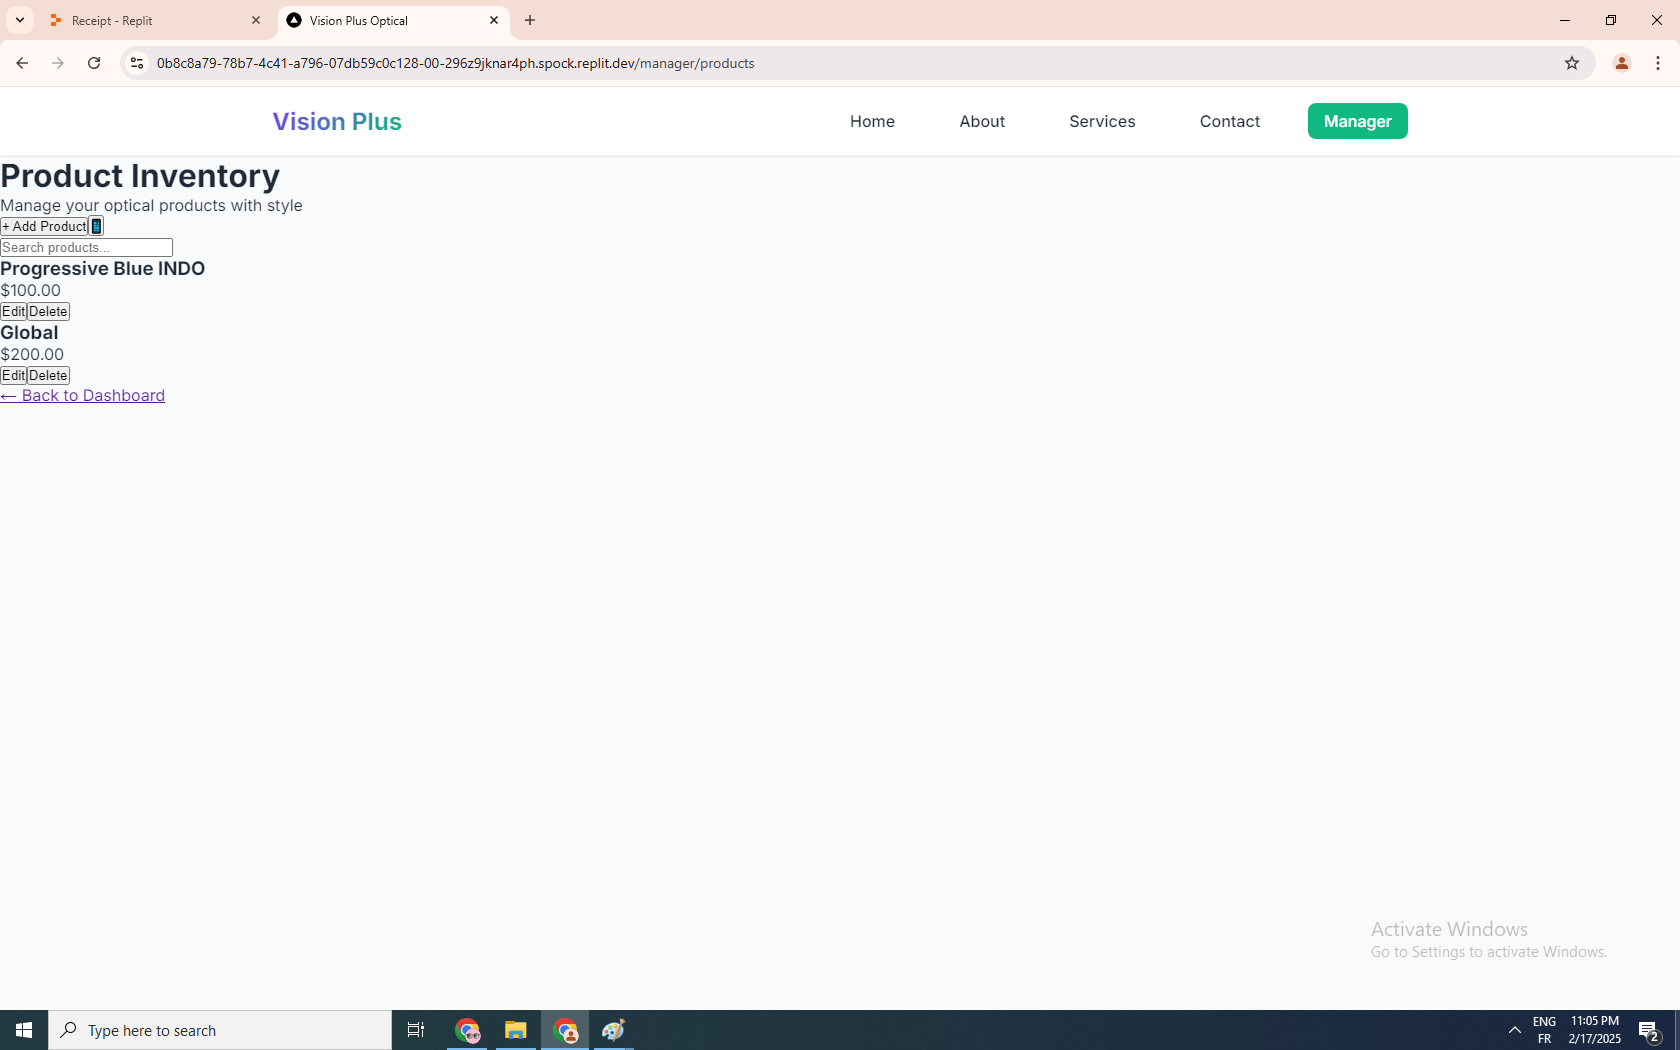 Receipt - Replit
Vision Plus Optical
0b8c8a79-78b7-4c41-a796-07db59c0c128-00-296z9jknar4ph.spock.replit.dev/manager/products
Vision Plus
Home
About
Services
Contact
Manager
Product Inventory
Manage your optical products with style
+ Add Product
Search products...
Progressive Blue INDO
$100.00
Edit Delete
Global
$200.00
Edit Delete
← Back to Dashboard
Activate Windows
Go to Settings to activate Windows.
Type here to search
ENG
FR
11:05 PM
2/17/2025
2